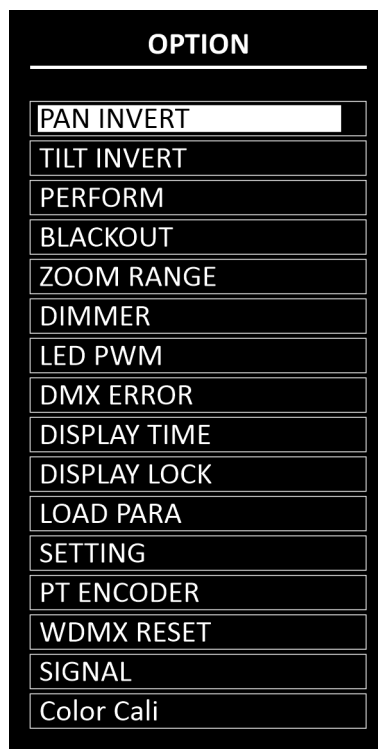 OPTION
PAN INVERT
TILT INVERT
PERFORM
BLACKOUT
ZOOM RANGE
DIMMER
LED PWM
DMX ERROR
DISPLAY TIME
DISPLAY LOCK
LOAD PARA
SETTING
PT ENCODER
WDMX RESET
SIGNAL
Color Cali